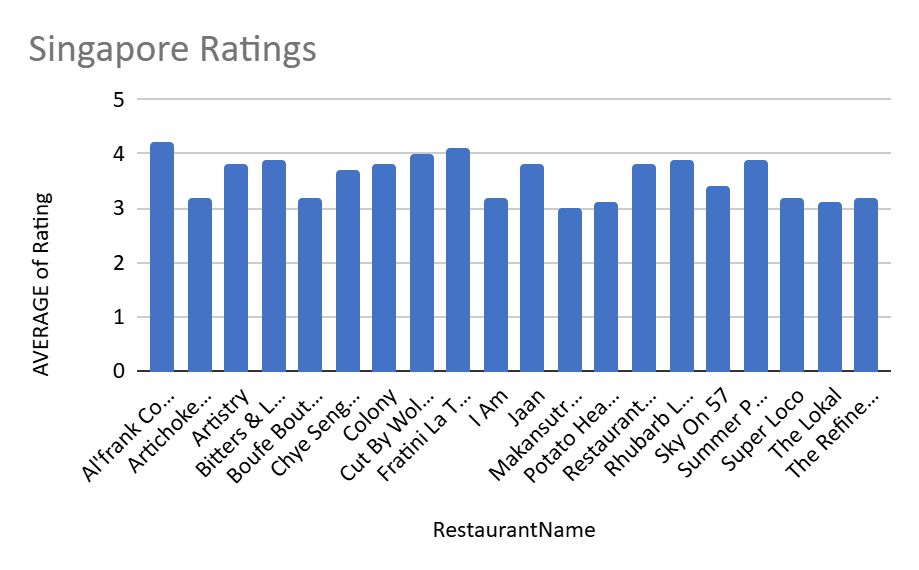 Singapore Ratings
AVERAGE of Rating
5
4
3
2
1
0
Al'frank Co...
Artichoke...
Artistry
Bitters & L...
Boufe Bout...
Chye Seng...
Colony
Cut By Wol...
Fratini La T...
I Am
Jaan
Makansutr...
Potato Hea...
Restaurant...
Rhubarb L...
Sky On 57
Summer P...
Super Loco
The Lokal
The Refine...
RestaurantName